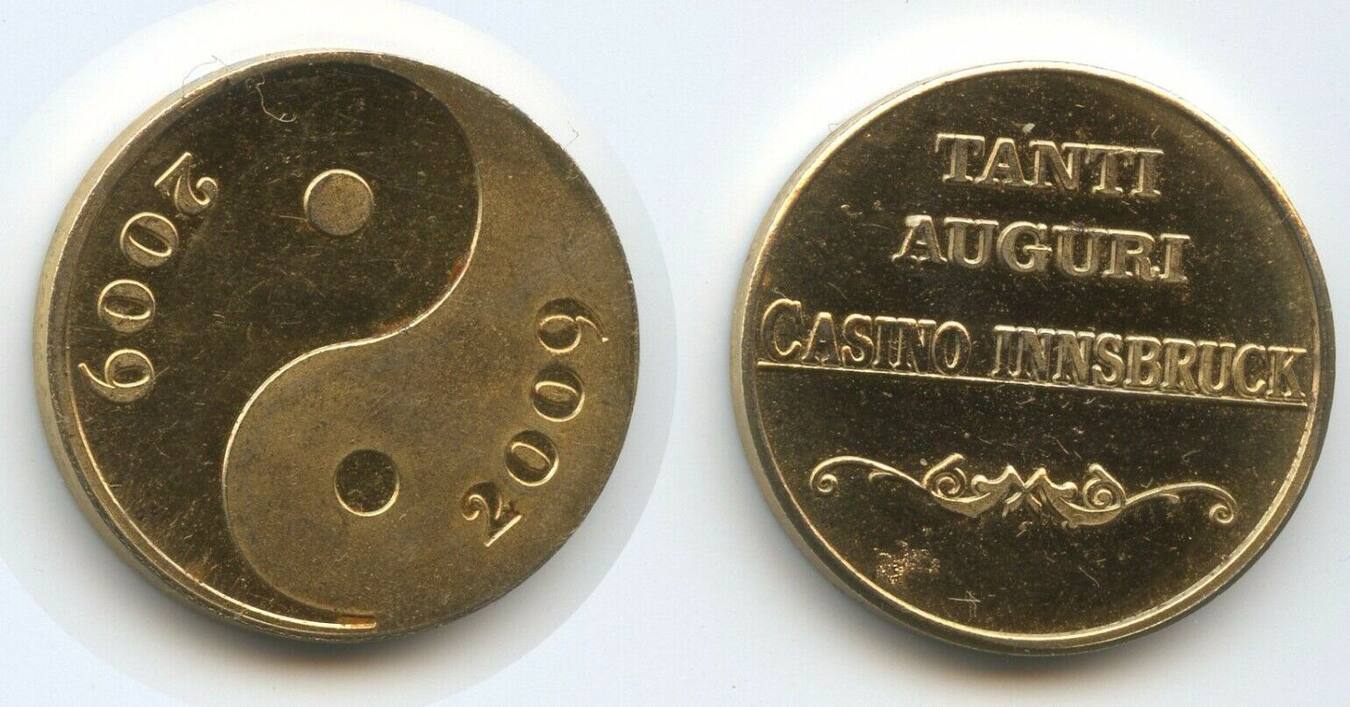 2009
2009
TANTI
AUGURI
CASINO INNSBRUCK